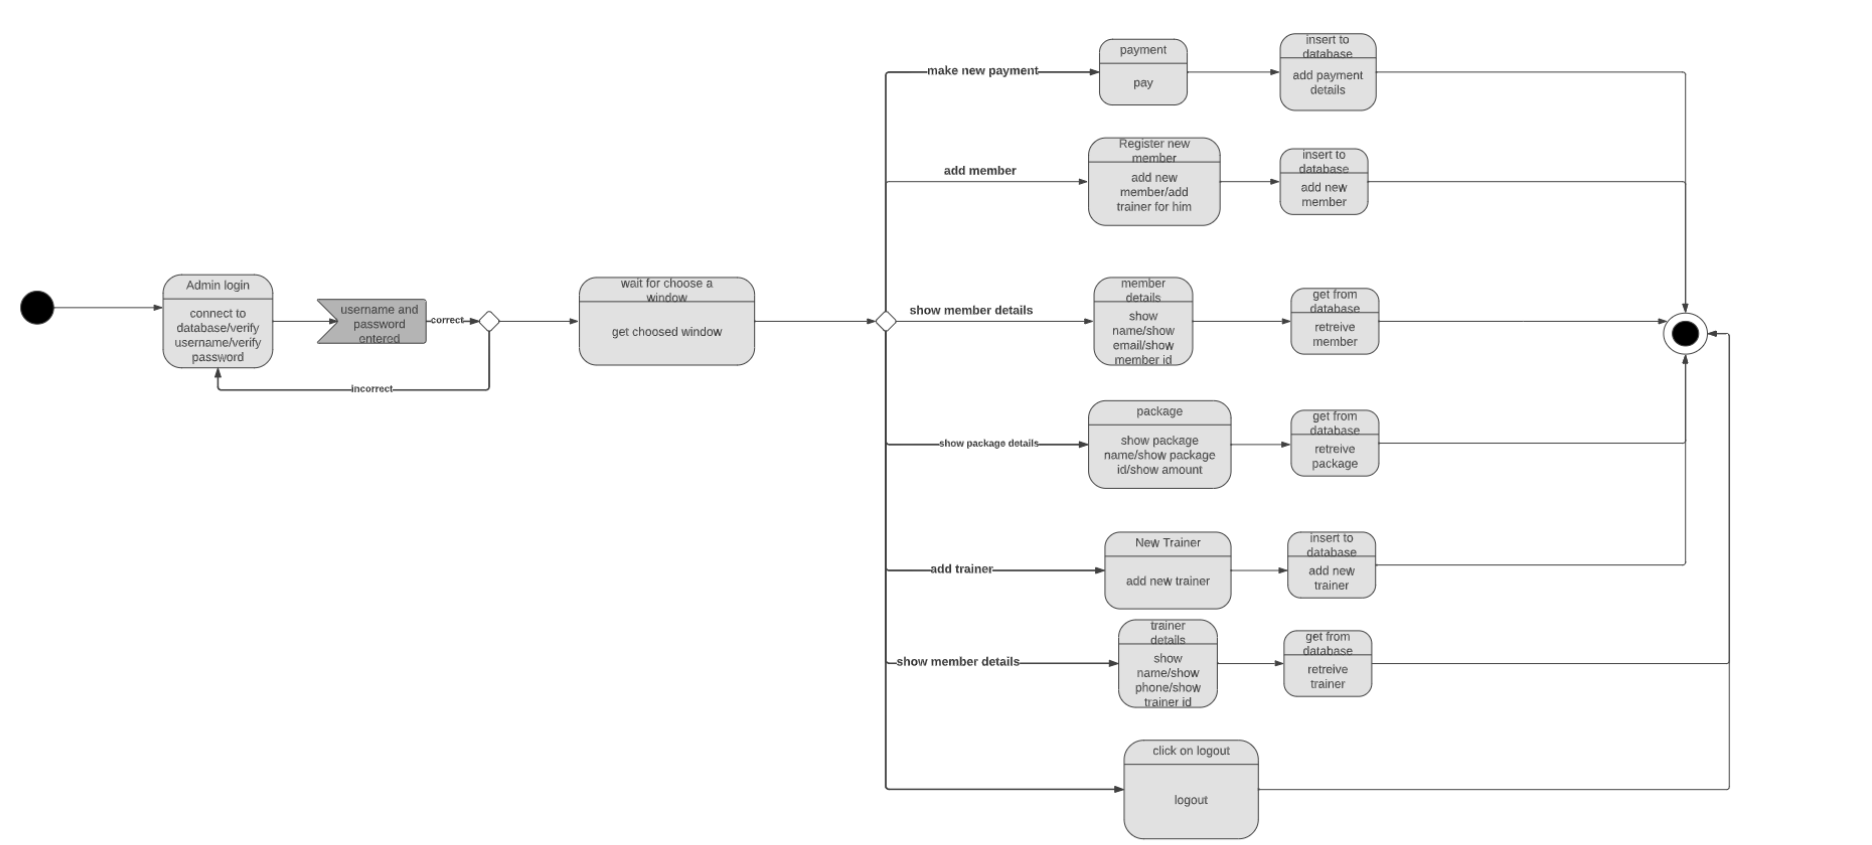 Admin login
connect to
database/verify
username/verify
password
username and
password
entered
correct
incorrect
wait for choose a
window
get choosed window
make new payment
payment
pay
insert to
database
add payment
details
add member
Register new
member
add new
member/add
trainer for him
insert to
database
add new
member
show member details
member
details
show
name/show
email/show
member id
get from
database
retreive
member
show package details
package
show package
name/show package
id/show amount
get from
database
retreive
package
add trainer
New Trainer
add new trainer
insert to
database
add new
trainer
show member details
trainer
details
show
name/show
phone/show
trainer id
get from
database
retreive
trainer
click on logout
logout